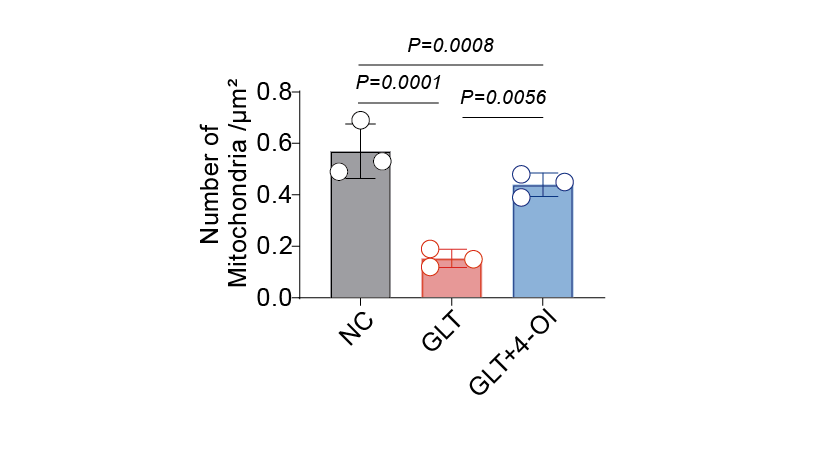 P=0.0008
P=0.0001
P=0.0056
Number of
Mitochondria /μm²
0.8
0.6
0.4
0.2
0.0
NC
GLT
GLT+4-OI